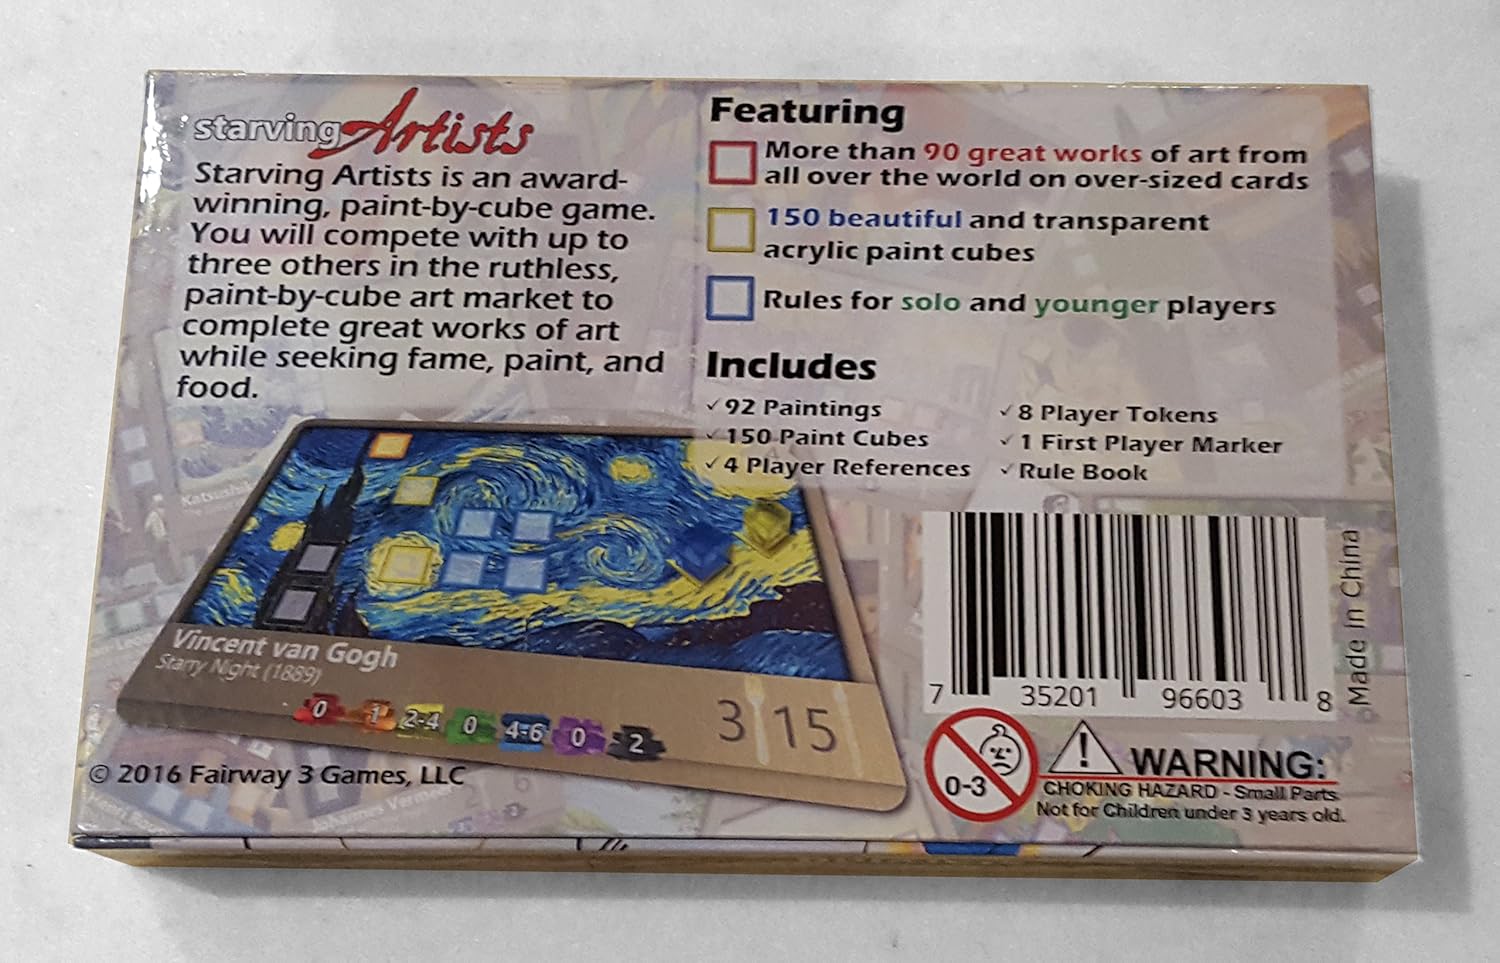 starving Artists
Starving Artists is an award-
winning, paint-by-cube game.
You will compete with up to
three others in the ruthless,
paint-by-cube art market to
complete great works of art
while seeking fame, paint, and
food.
Featuring
More than 90 great works of art from
all over the world on over-sized cards
150 beautiful and transparent
acrylic paint cubes
Rules for solo and younger players
Includes
✓92 Paintings
✓150 Paint Cubes
✓4 Player References
✓8 Player Tokens
✓1 First Player Marker
✓Rule Book
Vincent van Gogh
Starry Night (1889)
0 1 2-4 0 4-6 0 2
3 15
© 2016 Fairway 3 Games, LLC
7 35201 96603 8
Made in China
0-3
WARNING:
CHOKING HAZARD - Small Parts
Not for Children under 3 years old.